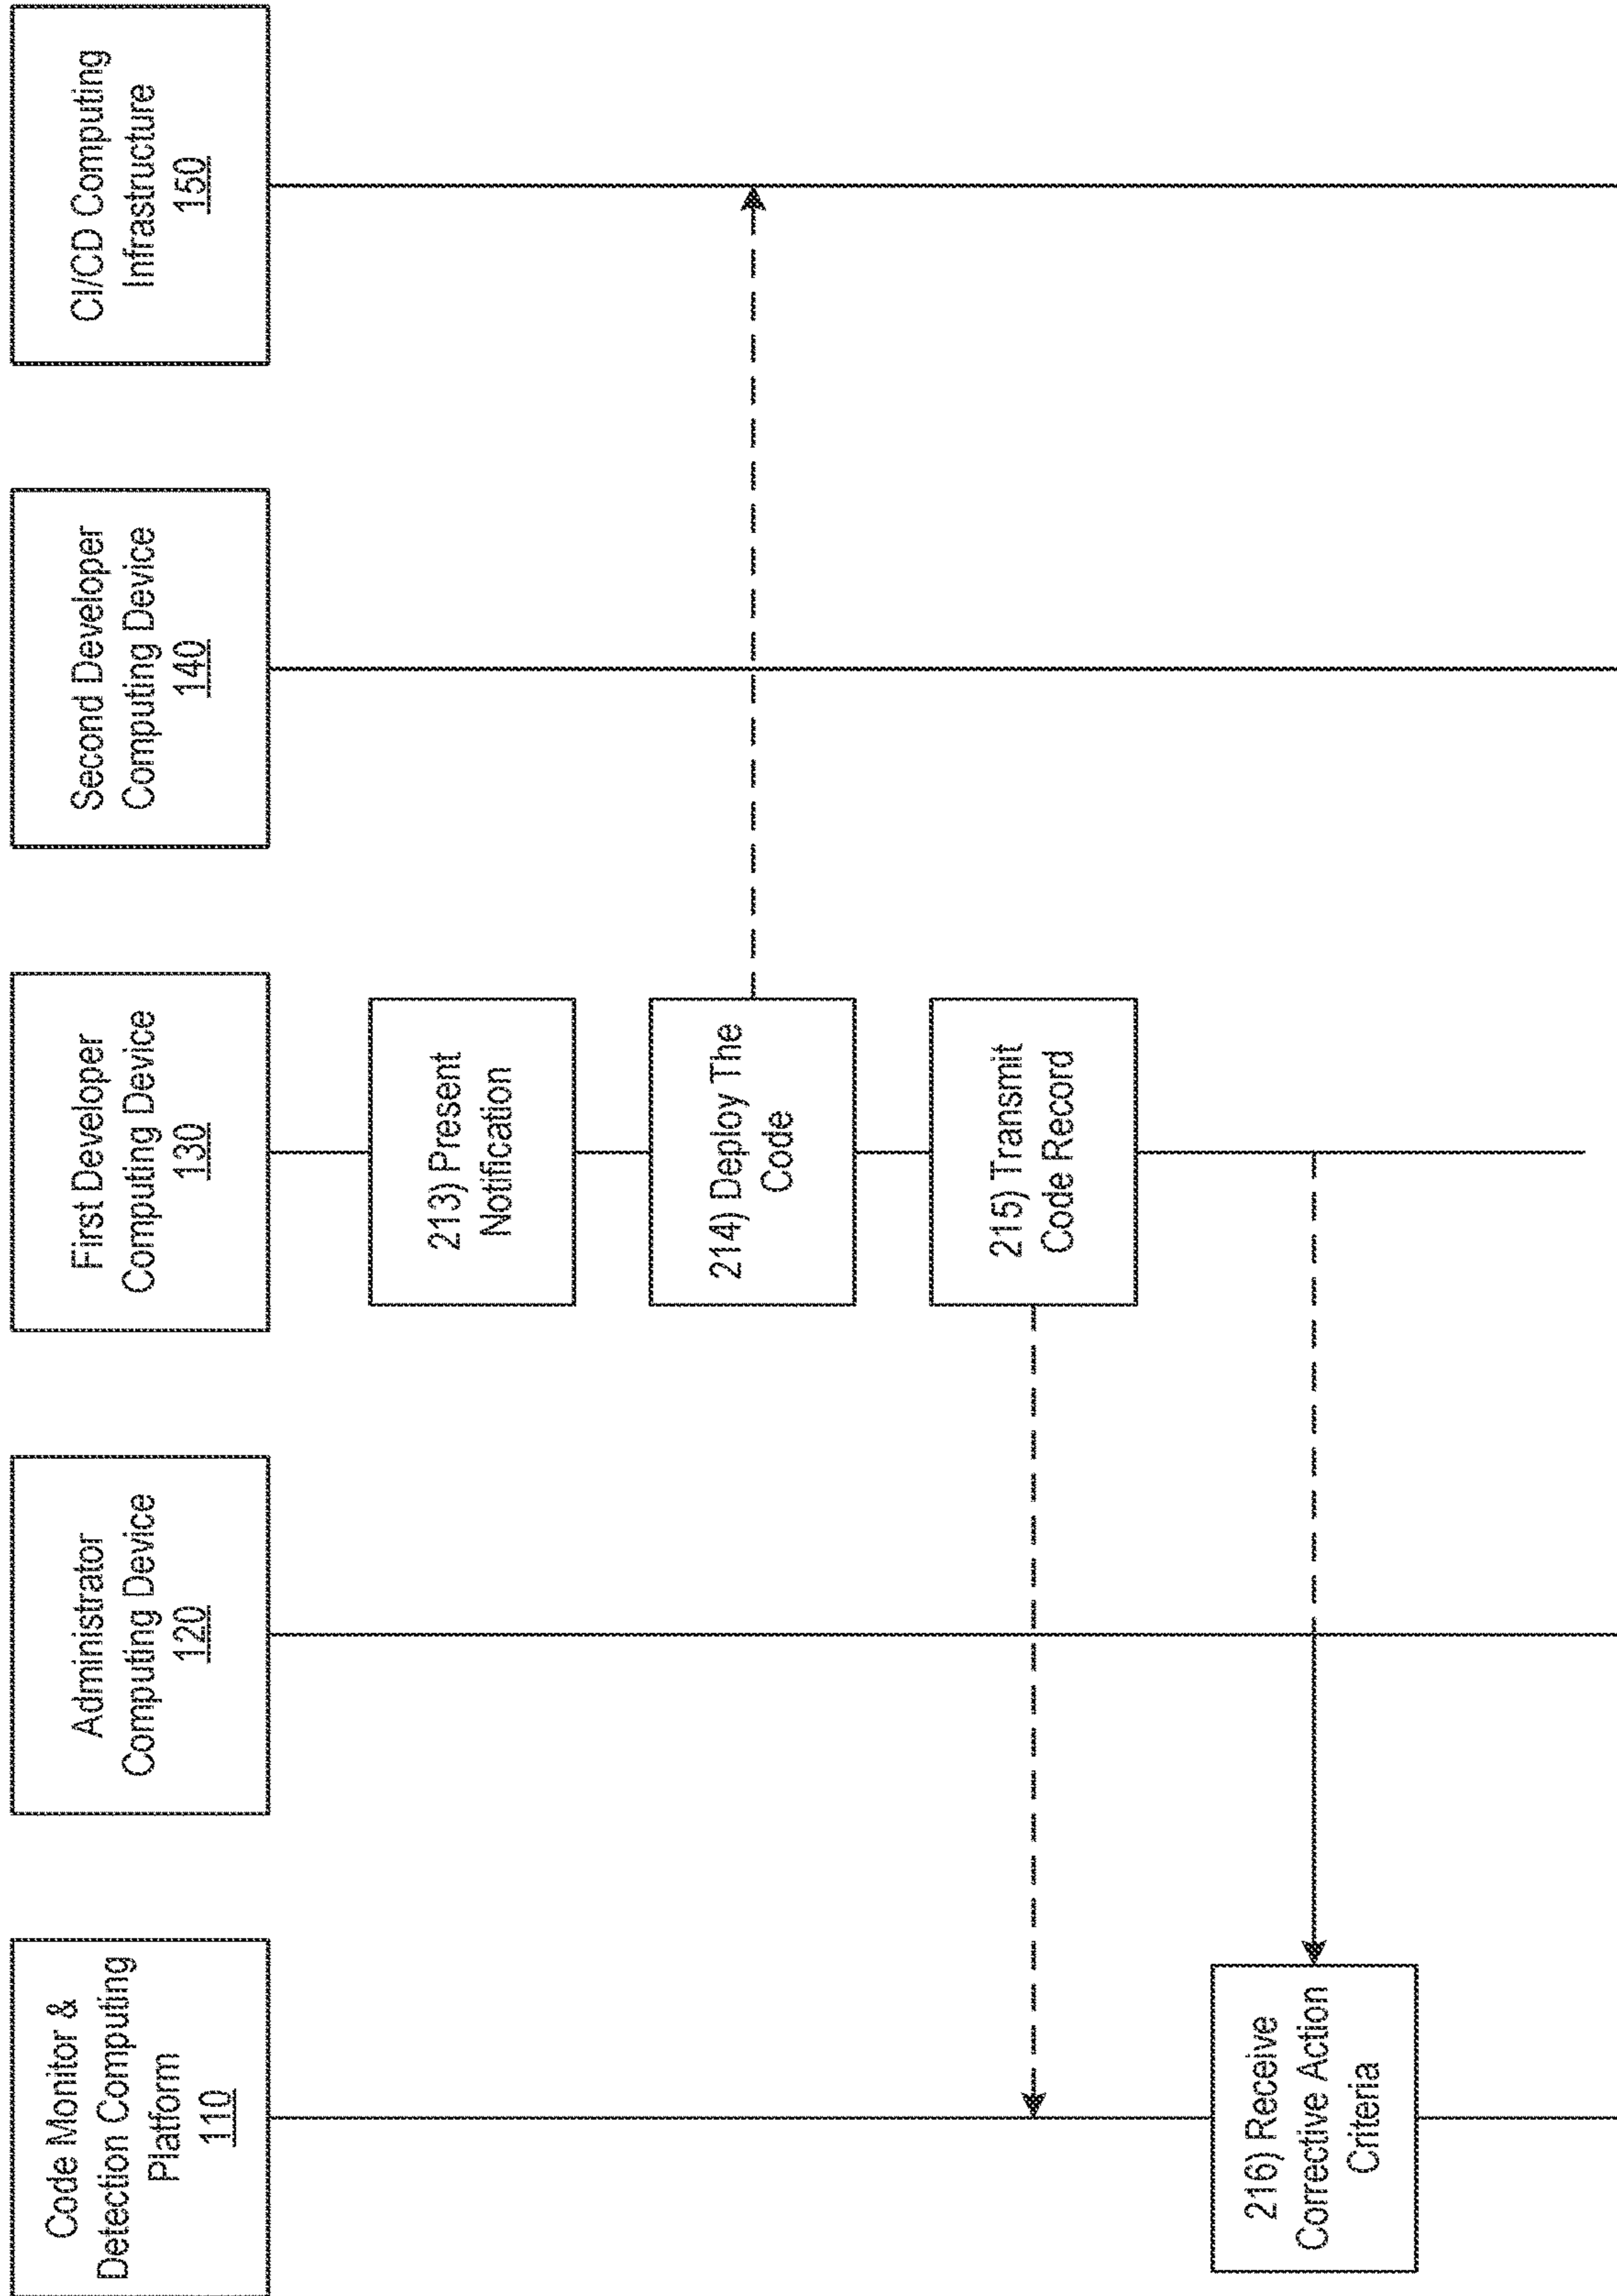 Code Monitor &
Detection Computing
Platform
110
Administrator
Computing Device
120
First Developer
Computing Device
130
Second Developer
Computing Device
140
CI/CD Computing
Infrastructure
150
213) Present
Notification
214) Deploy The
Code
215) Transmit
Code Record
216) Receive
Corrective Action
Criteria